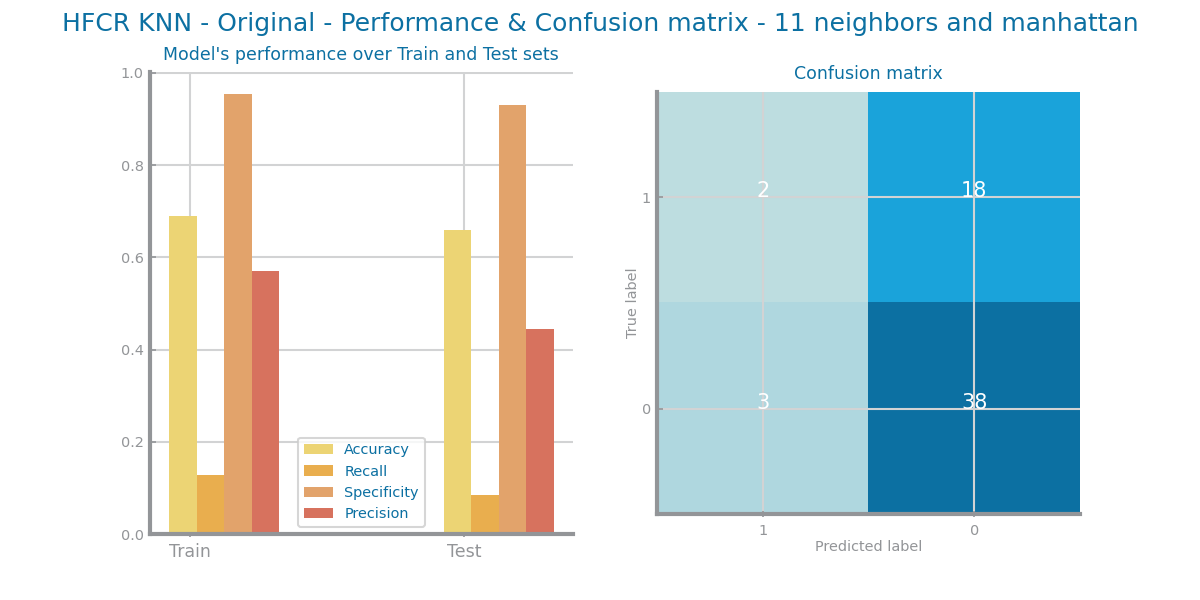 HFCR KNN - Original - Performance & Confusion matrix - 11 neighbors and manhattan
Model's performance over Train and Test sets
1.0
0.8
0.6
0.4
0.2
0.0
Train
Test
Accuracy
Recall
Specificity
Precision
Confusion matrix
True label
1
0
2
18
3
38
1
0
Predicted label